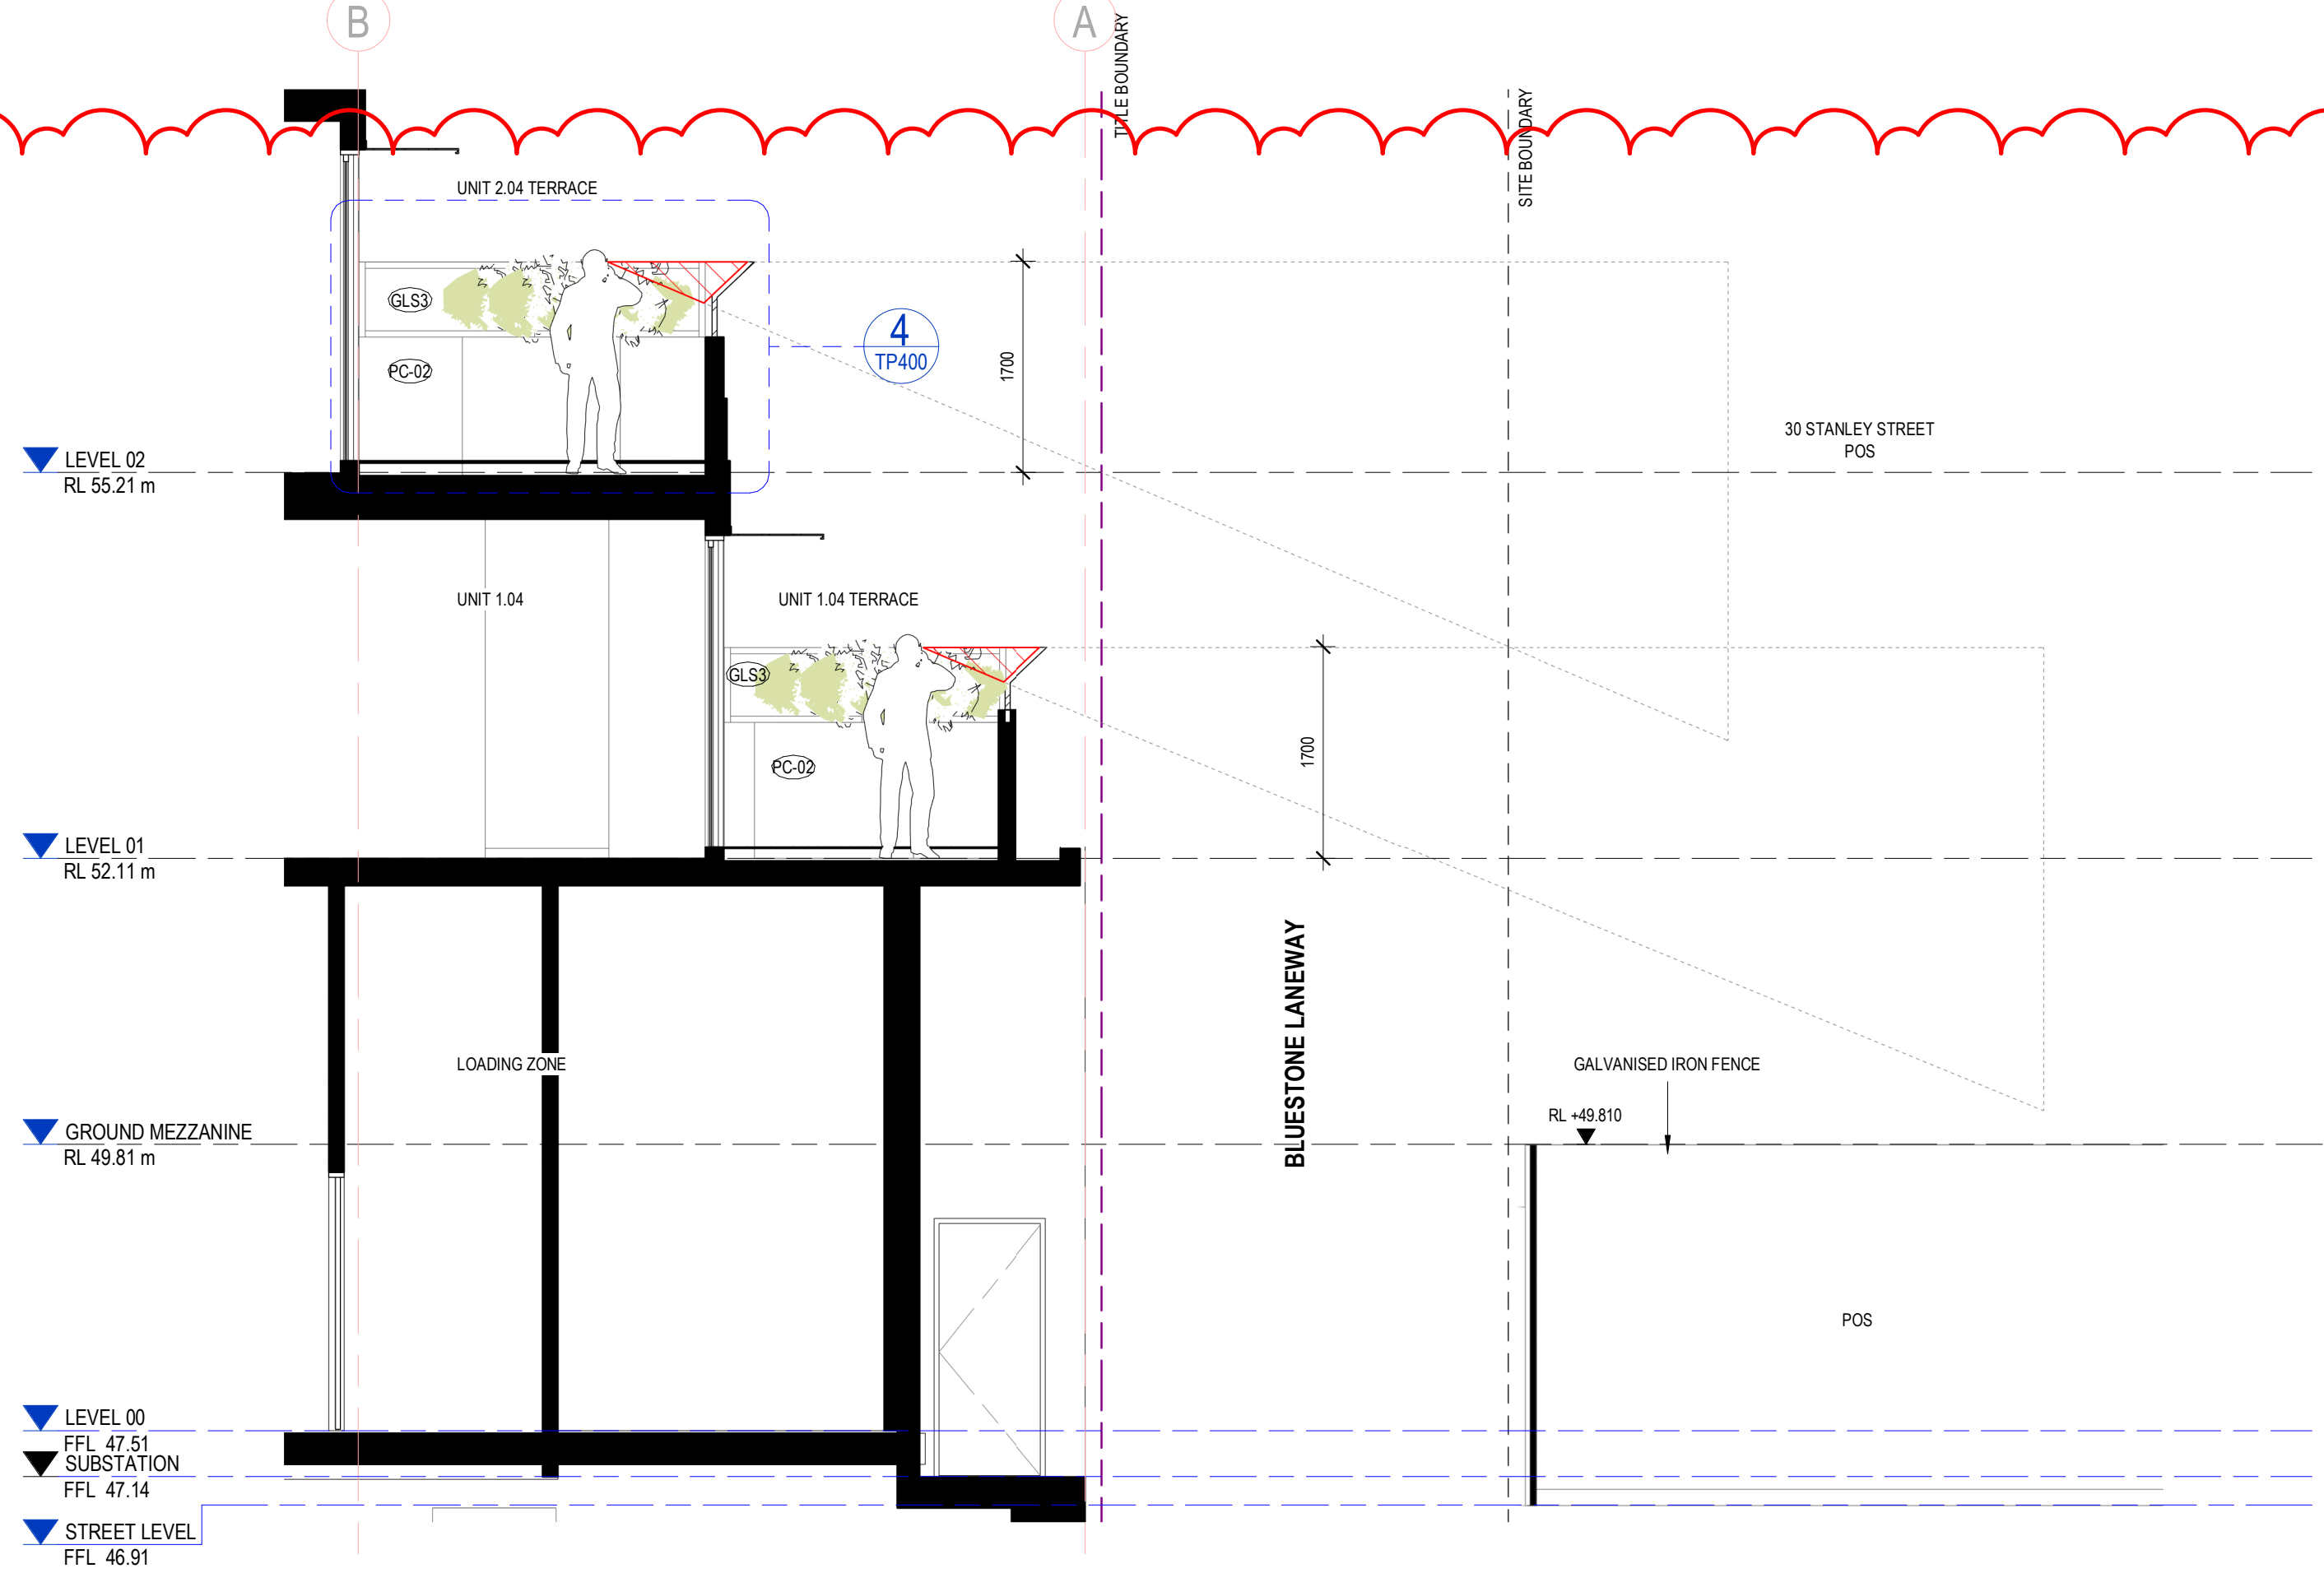 B
A
TITLE BOUNDARY
SITE BOUNDARY
UNIT 2.04 TERRACE
GLS3
4
TP400
1700
PC-02
30 STANLEY STREET
POS
LEVEL 02
RL 55.21 m
UNIT 1.04
UNIT 1.04 TERRACE
GLS3
1700
PC-02
LEVEL 01
RL 52.11 m
BLUESTONE LANEWAY
LOADING ZONE
GALVANISED IRON FENCE
RL +49.810
GROUND MEZZANINE
RL 49.81 m
POS
LEVEL 00
FFL 47.51
SUBSTATION
FFL 47.14
STREET LEVEL
FFL 46.91